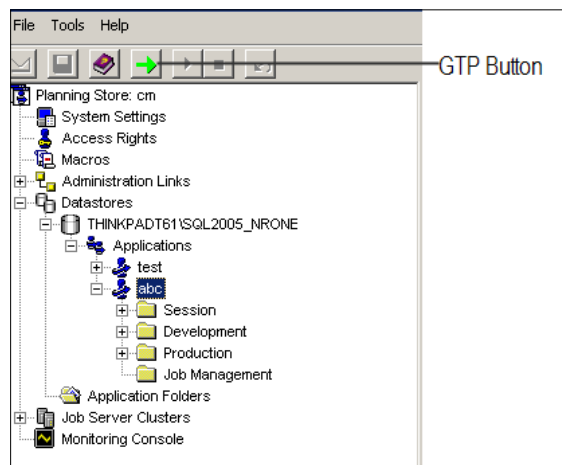 File Tools Help
GTP Button
Planning Store: cm
System Settings
Access Rights
Macros
Administration Links
Datastores
THINKPADT61\SQL2005_NRONE
Applications
test
abc
Session
Development
Production
Job Management
Application Folders
Job Server Clusters
Monitoring Console